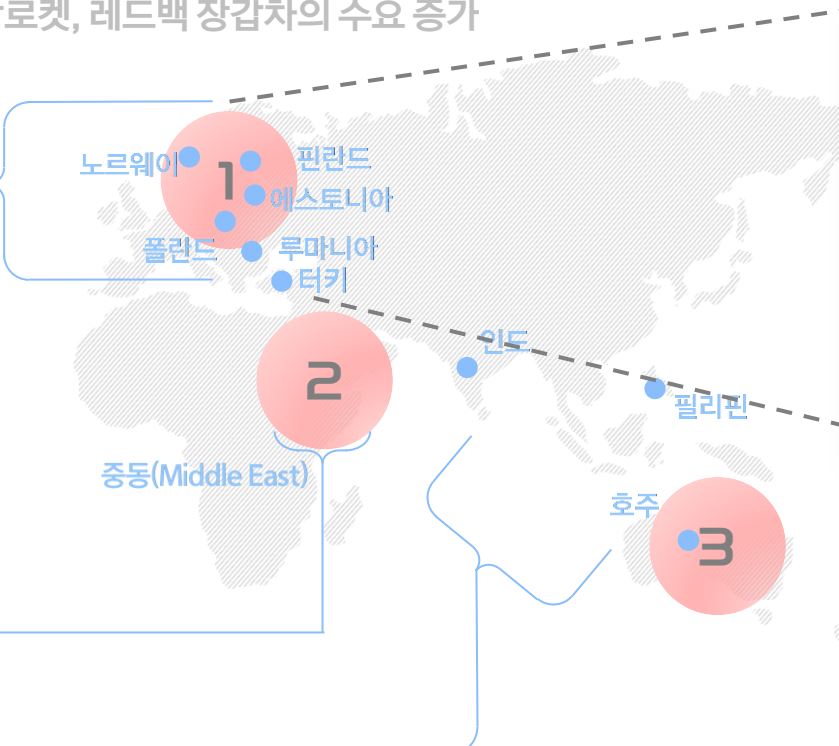 로켓, 레드백 장갑차의 수요 증가
노르웨이
1
핀란드
에스토니아
폴란드
루마니아
터키
2
인드
필리핀
중동(Middle East)
호주
3